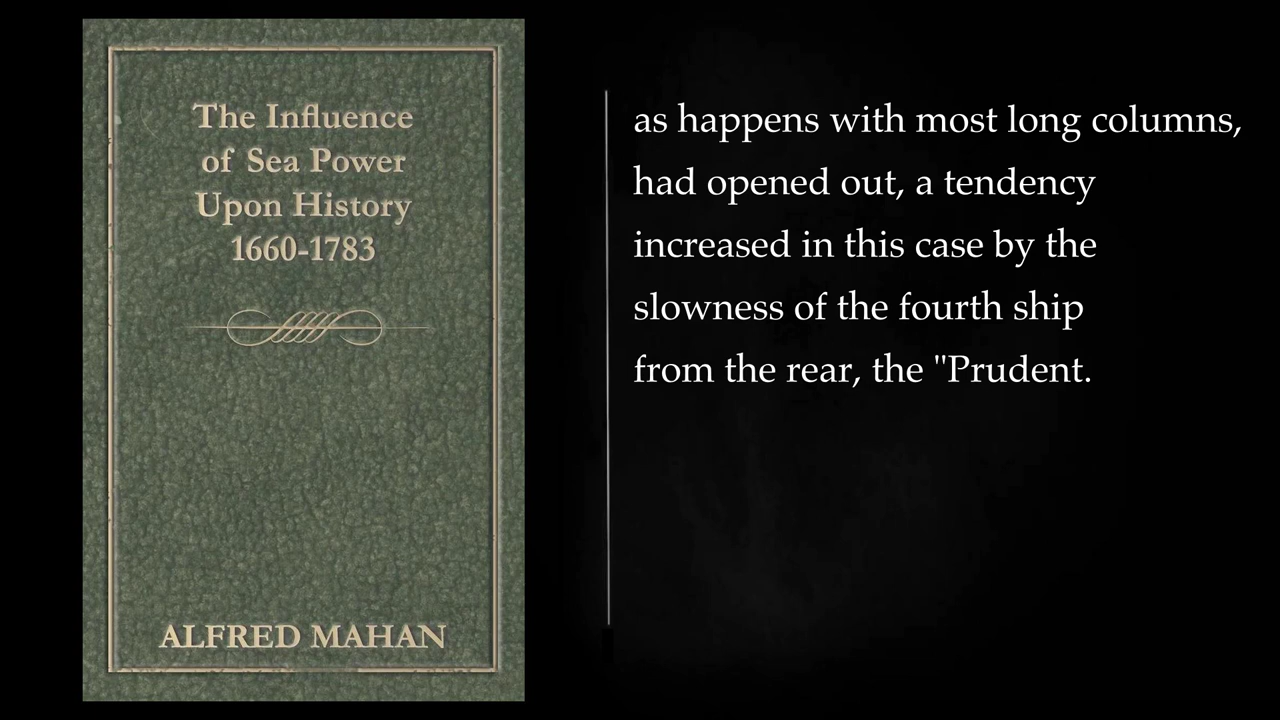 The Influence
of Sea Power
Upon History
1660-1783
ALFRED MAHAN
as happens with most long columns,
had opened out, a tendency
increased in this case by the
slowness of the fourth ship
from the rear, the "Prudent.